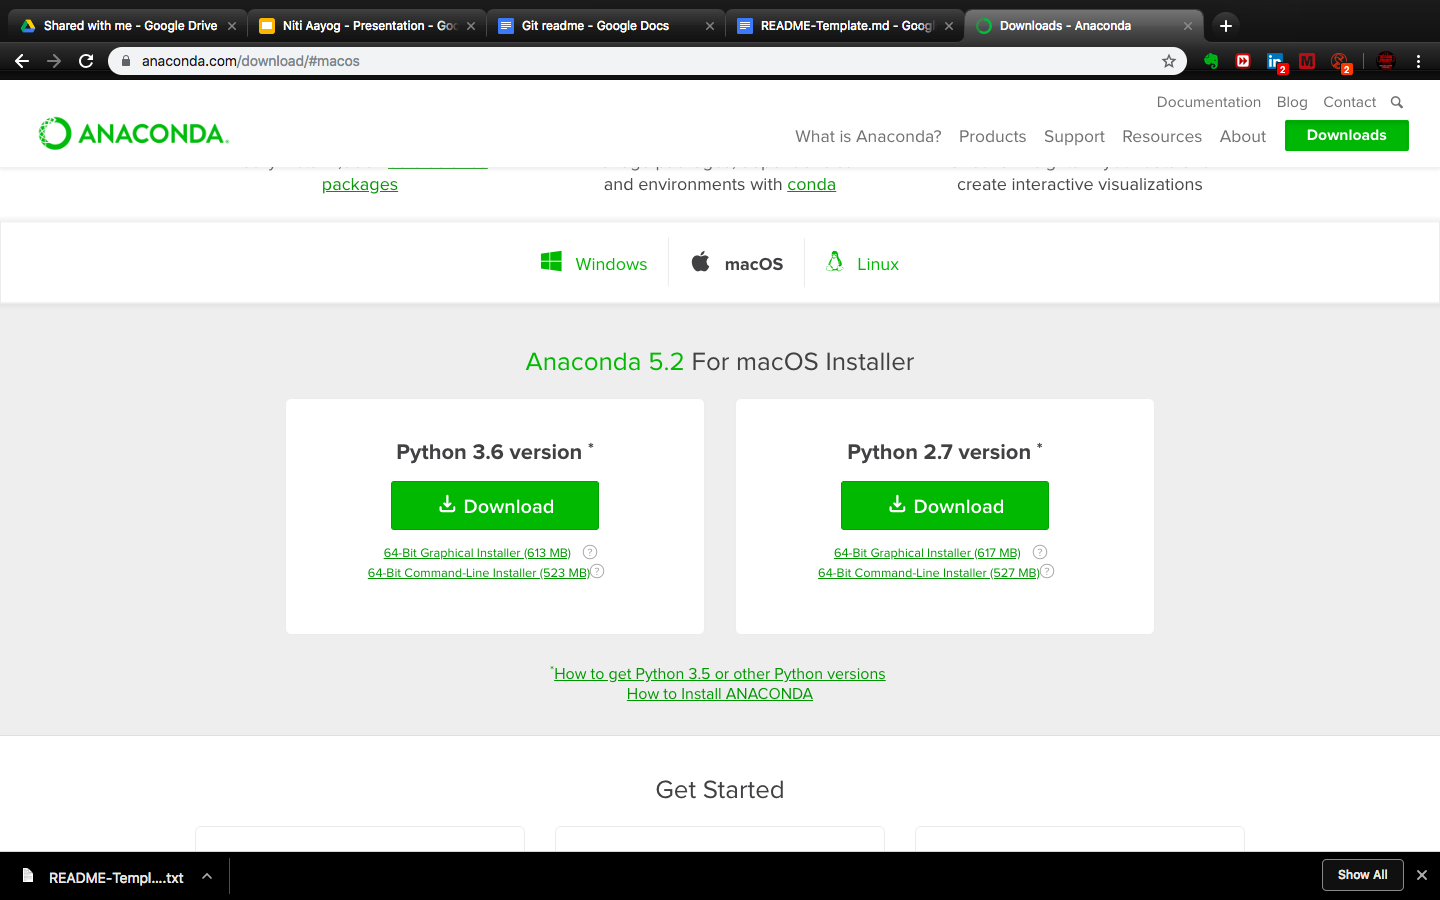 Shared with me - Google Drive
Niti Aayog - Presentation - Goo
Git readme - Google Docs
README-Template.md - Googl
Downloads - Anaconda
anaconda.com/download/#macos
2
2
Documentation Blog Contact
ANACONDA.
What is Anaconda? Products Support Resources About Downloads
packages
and environments with conda
create interactive visualizations
Windows
macOS
Linux
Anaconda 5.2 For macOS Installer
Python 3.6 version *
Download
64-Bit Graphical Installer (613 MB) ?
64-Bit Command-Line Installer (523 MB) ?
Python 2.7 version *
Download
64-Bit Graphical Installer (617 MB) ?
64-Bit Command-Line Installer (527 MB) ?
*How to get Python 3.5 or other Python versions
How to Install ANACONDA
Get Started
README-Templ....txt
Show All